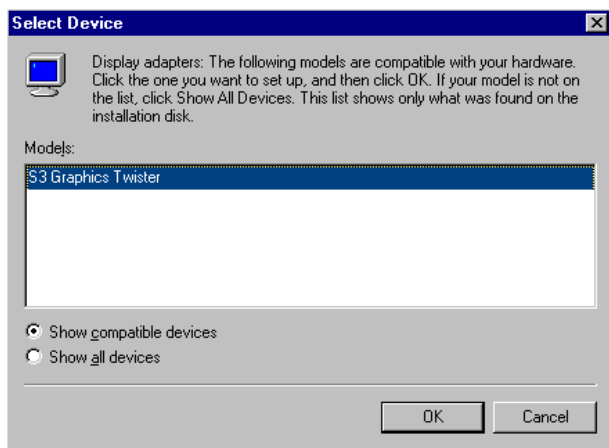 Select Device
Display adapters: The following models are compatible with your hardware.
Click the one you want to set up, and then click OK. If your model is not on
the list, click Show All Devices. This list shows only what was found on the
installation disk.
Models:
S3 Graphics Twister
Show compatible devices
Show all devices
OK
Cancel